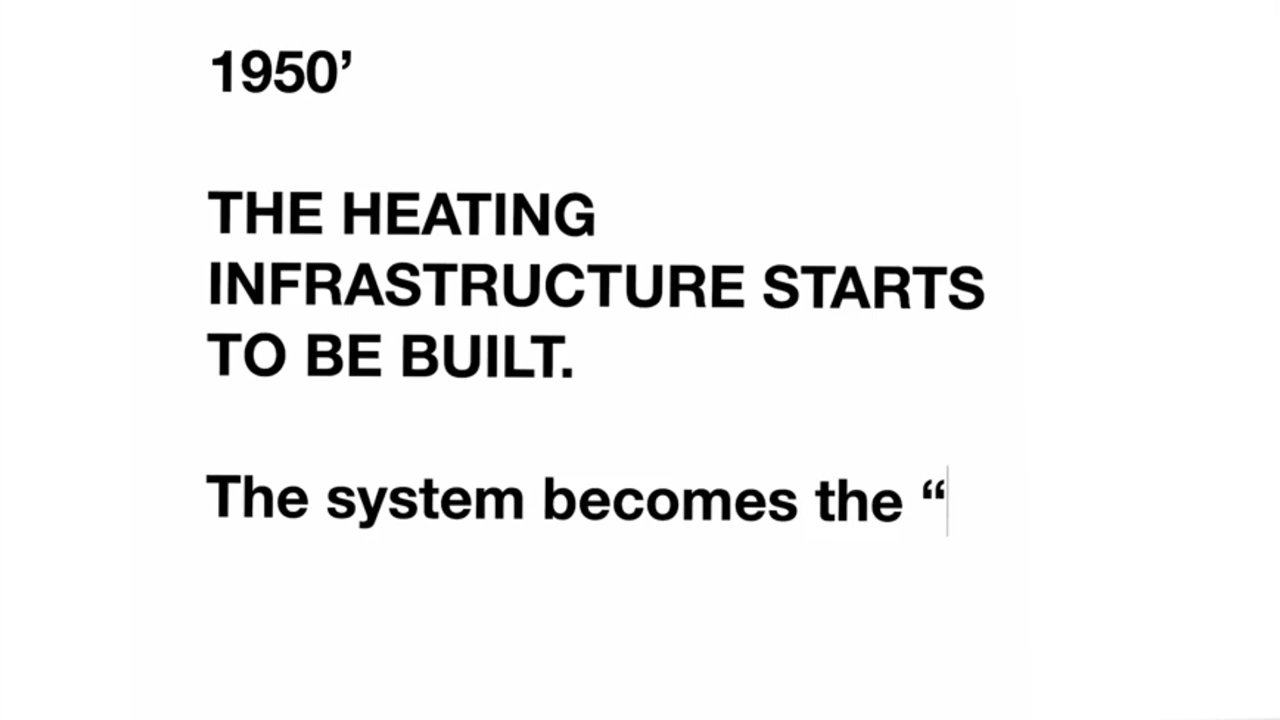 1950’
THE HEATING
INFRASTRUCTURE STARTS
TO BE BUILT.
The system becomes the “